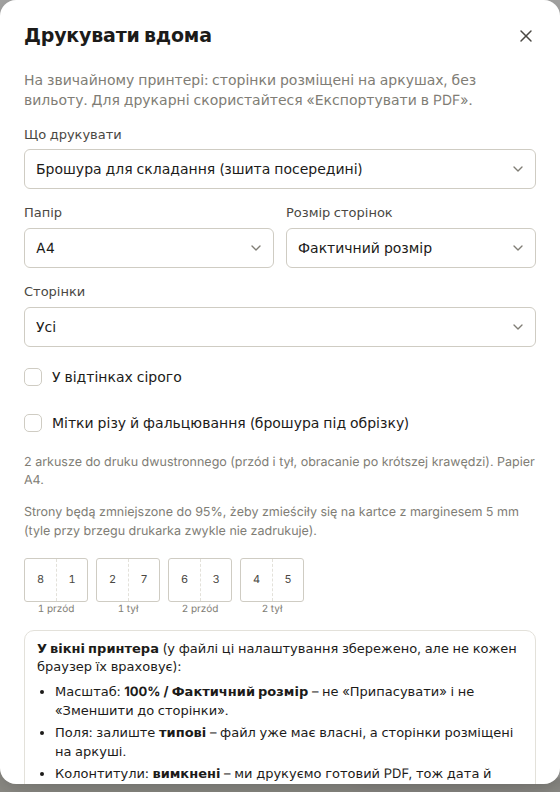 Друкувати вдома
На звичайному принтері: сторінки розміщені на аркушах, без
вильоту. Для друкарні скористайтеся «Експортувати в PDF».
Що друкувати
Брошура для складання (зшита посередині)
Папір
Розмір сторінок
A4
Фактичний розмір
Сторінки
Усі
У відтінках сірого
Мітки різу й фальцювання (брошура під обрізку)
2 arkusze do druku dwustronnego (przód i tył, obracanie po krótszej krawędzi). Papier
A4.
Strony będą zmniejszone do 95%, żeby zmieściły się na kartce z marginesem 5 mm
(tyle przy brzegu drukarka zwykle nie zadrukuje).
8 1 2 7 6 3 4 5
1 przód 1 tył 2 przód 2 tył
У вікні принтера (у файлі ці налаштування збережено, але не кожен
браузер їх враховує):
• Масштаб: 100% / Фактичний розмір – не «Припасувати» і не
«Зменшити до сторінки».
• Поля: залиште типові – файл уже має власні, а сторінки розміщені
на аркуші.
• Колонтитули: вимкнені – ми друкуємо готовий PDF, тож дата й